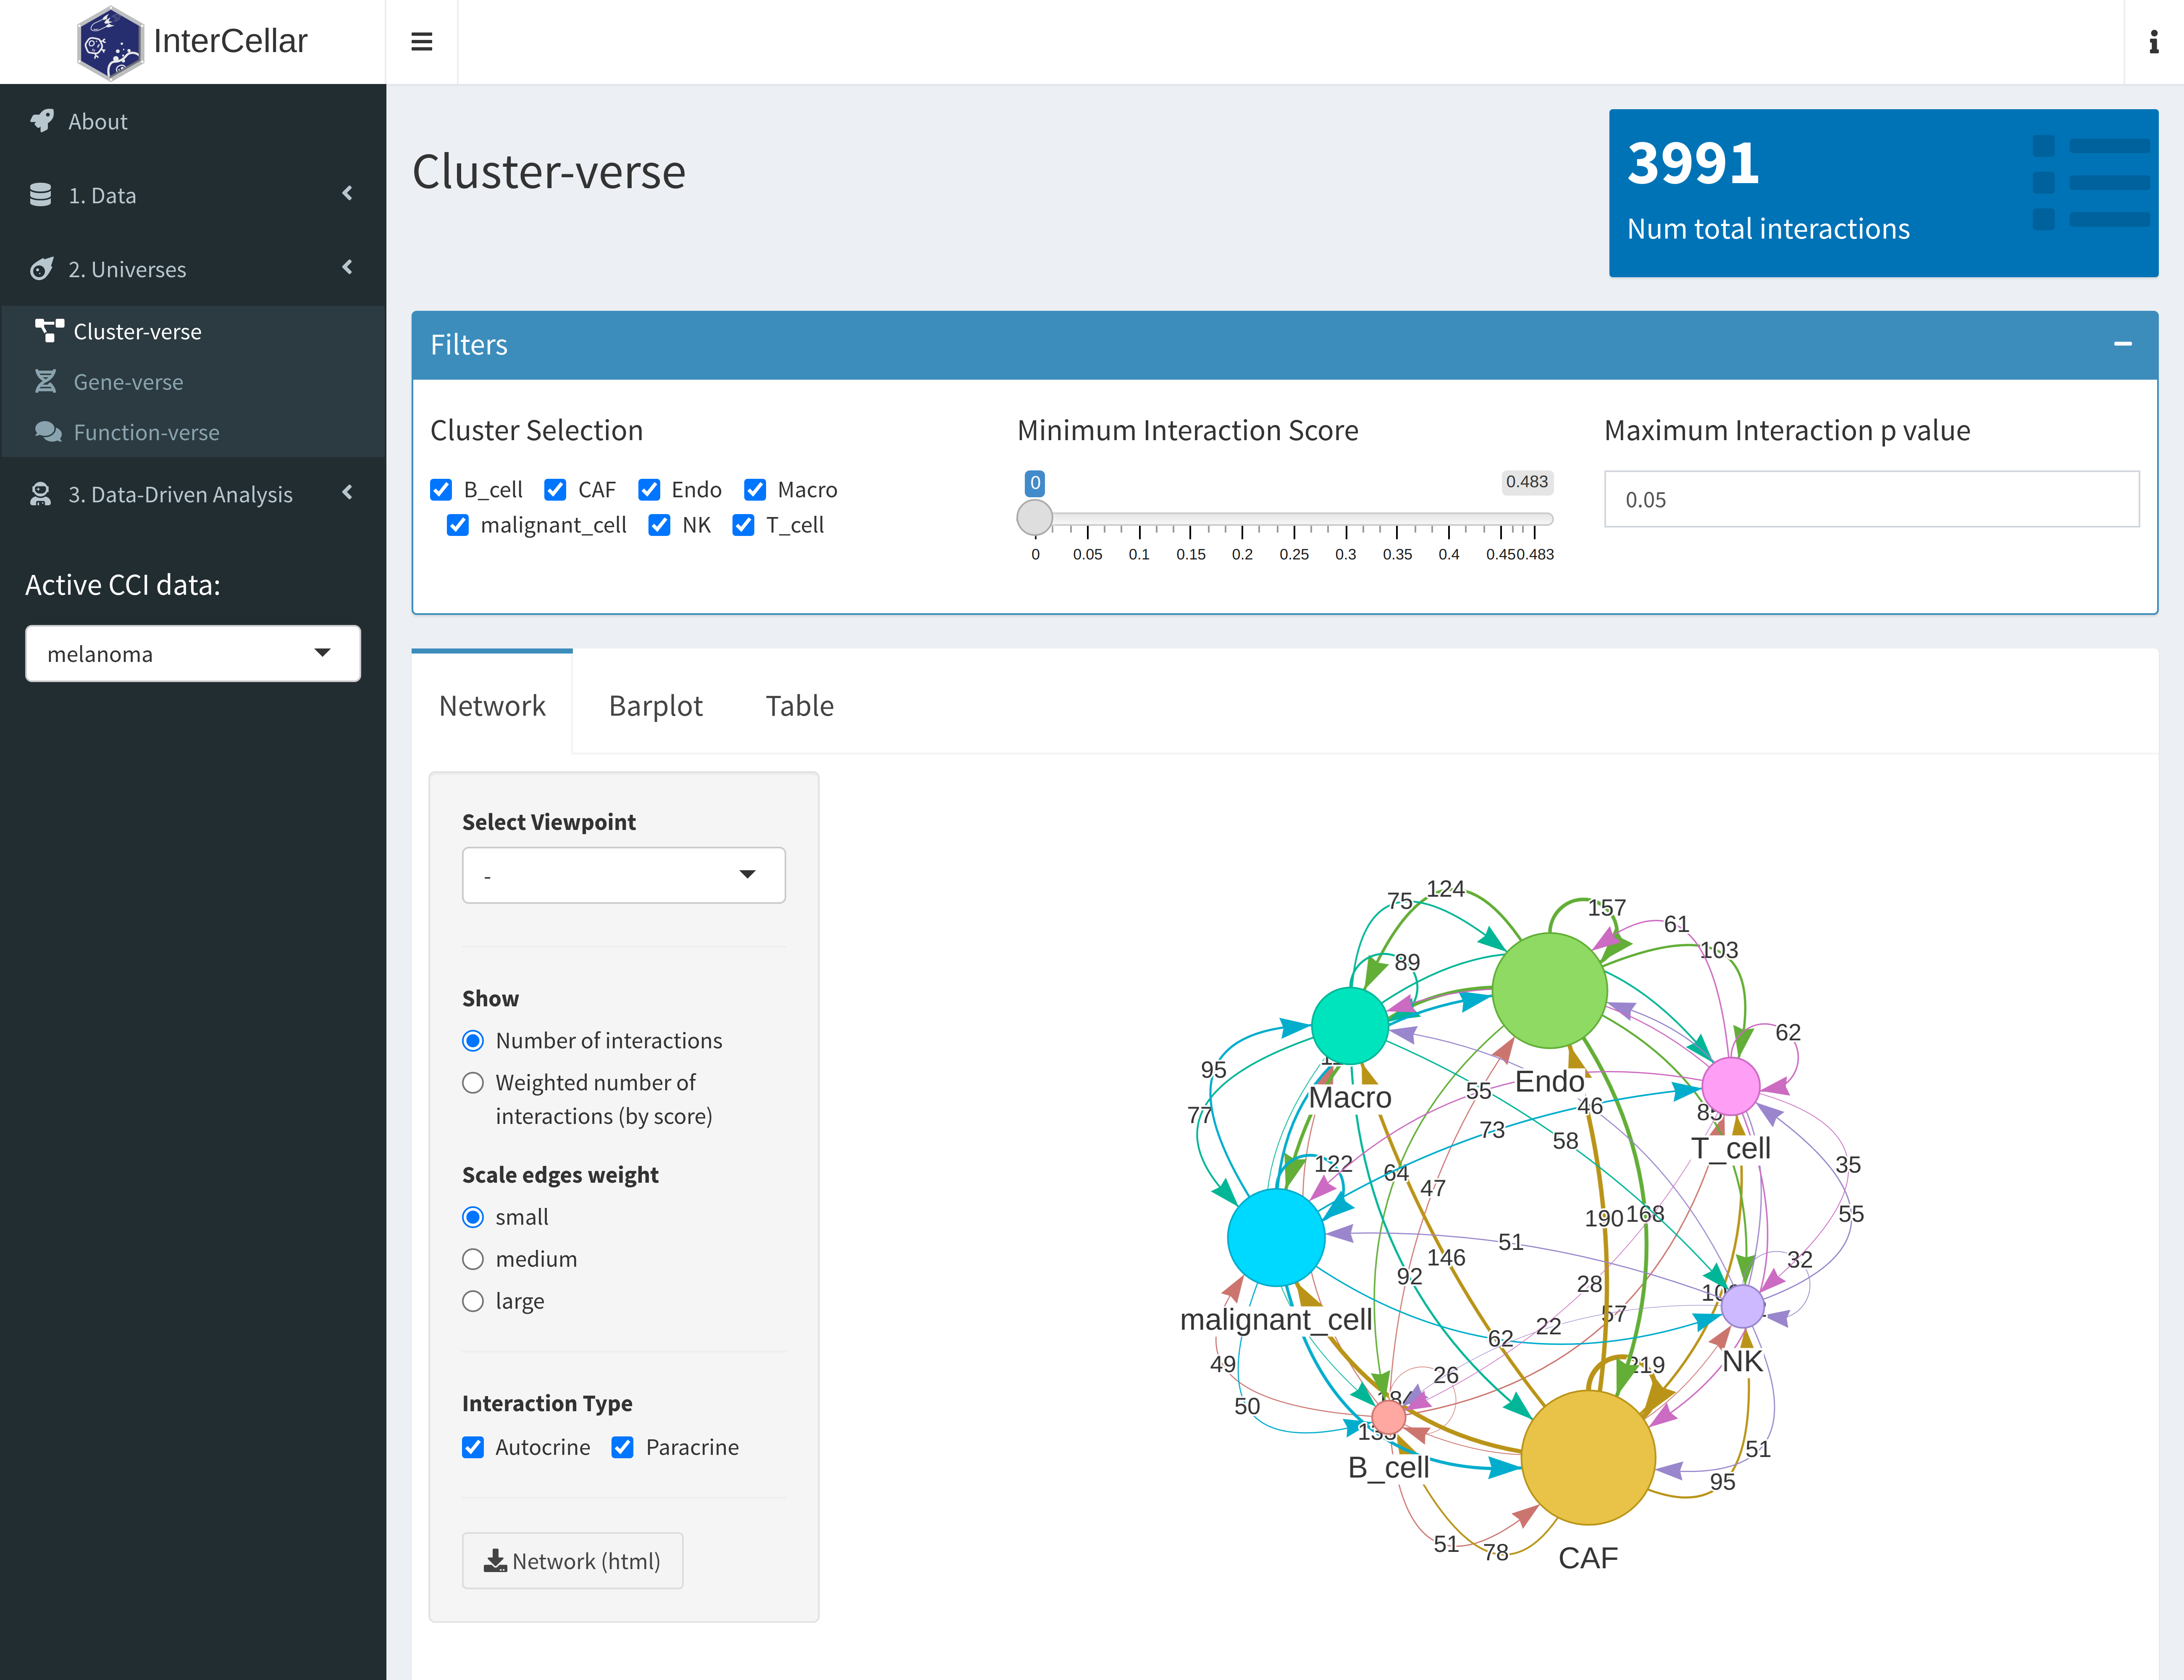 InterCellar
About
1. Data
2. Universes
Cluster-verse
Gene-verse
Function-verse
3. Data-Driven Analysis
Active CCI data:
melanoma
Cluster-verse
3991
Num total interactions
Filters
Cluster Selection
B_cell CAF Endo Macro
malignant_cell NK T_cell
Minimum Interaction Score
0 0.483
0 0.05 0.1 0.15 0.2 0.25 0.3 0.35 0.4 0.45 0.483
Maximum Interaction p value
0.05
Network Barplot Table
Select Viewpoint
-
Show
Number of interactions
Weighted number of
interactions (by score)
Scale edges weight
small
medium
large
Interaction Type
Autocrine Paracrine
Network (html)
124
75
157
61
103
89
62
95
Endo
Macro
55
46
77
73
58
T_cell
122
64
35
47
190
168
55
51
146
32
92
28
malignant_cell
57
22
62
NK
49
219
26
50
51
B_cell
95
51
78
CAF